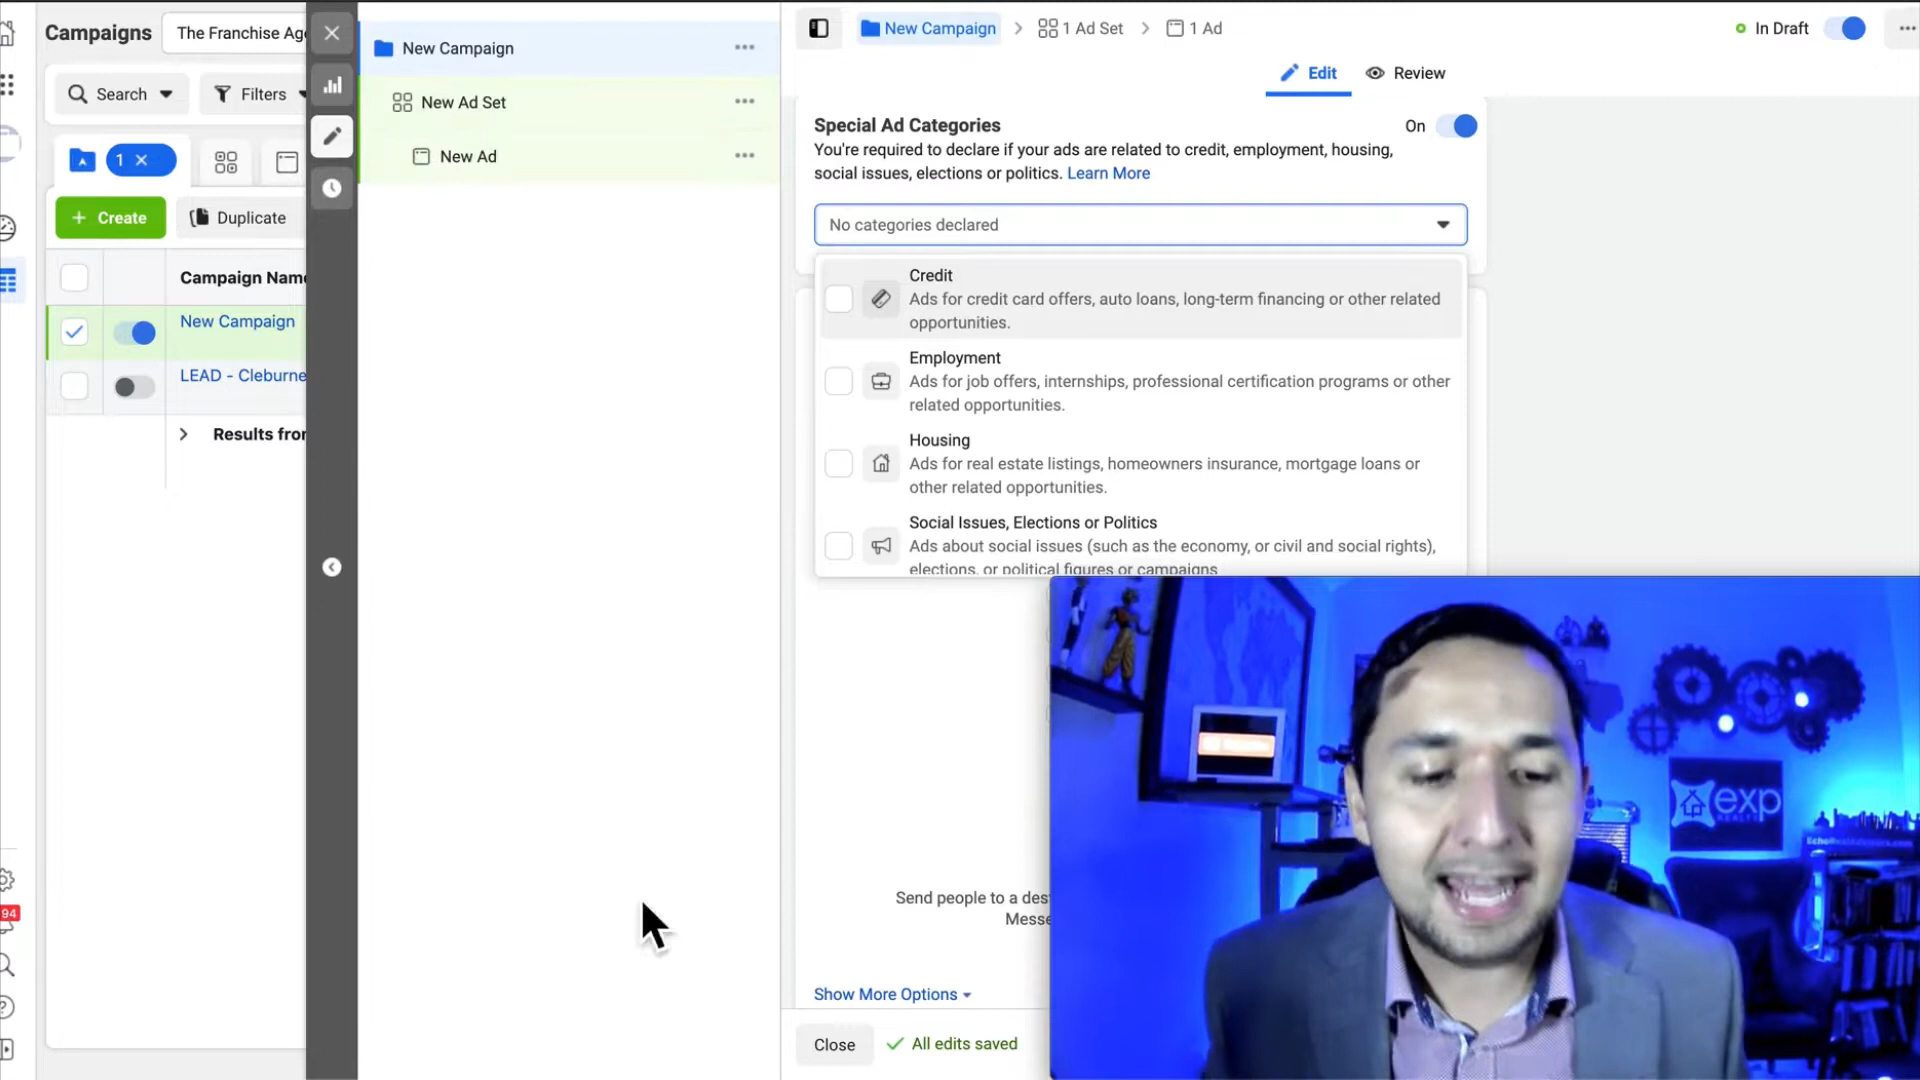 Campaigns
The Franchise Age
Search
Filters
1
Create
Duplicate
Campaign Name
New Campaign
LEAD - Cleburne
Results fror
94
New Campaign
New Ad Set
New Ad
New Campaign
1 Ad Set
1 Ad
In Draft
Edit
Review
Special Ad Categories
On
You're required to declare if your ads are related to credit, employment, housing,
social issues, elections or politics. Learn More
No categories declared
Credit
Ads for credit card offers, auto loans, long-term financing or other related
opportunities.
Employment
Ads for job offers, internships, professional certification programs or other
related opportunities.
Housing
Ads for real estate listings, homeowners insurance, mortgage loans or
other related opportunities.
Social Issues, Elections or Politics
Ads about social issues (such as the economy, or civil and social rights),
elections, or political figures or campaigns
Send people to a des
Messe
Show More Options
Close
All edits saved
exp
REALTY